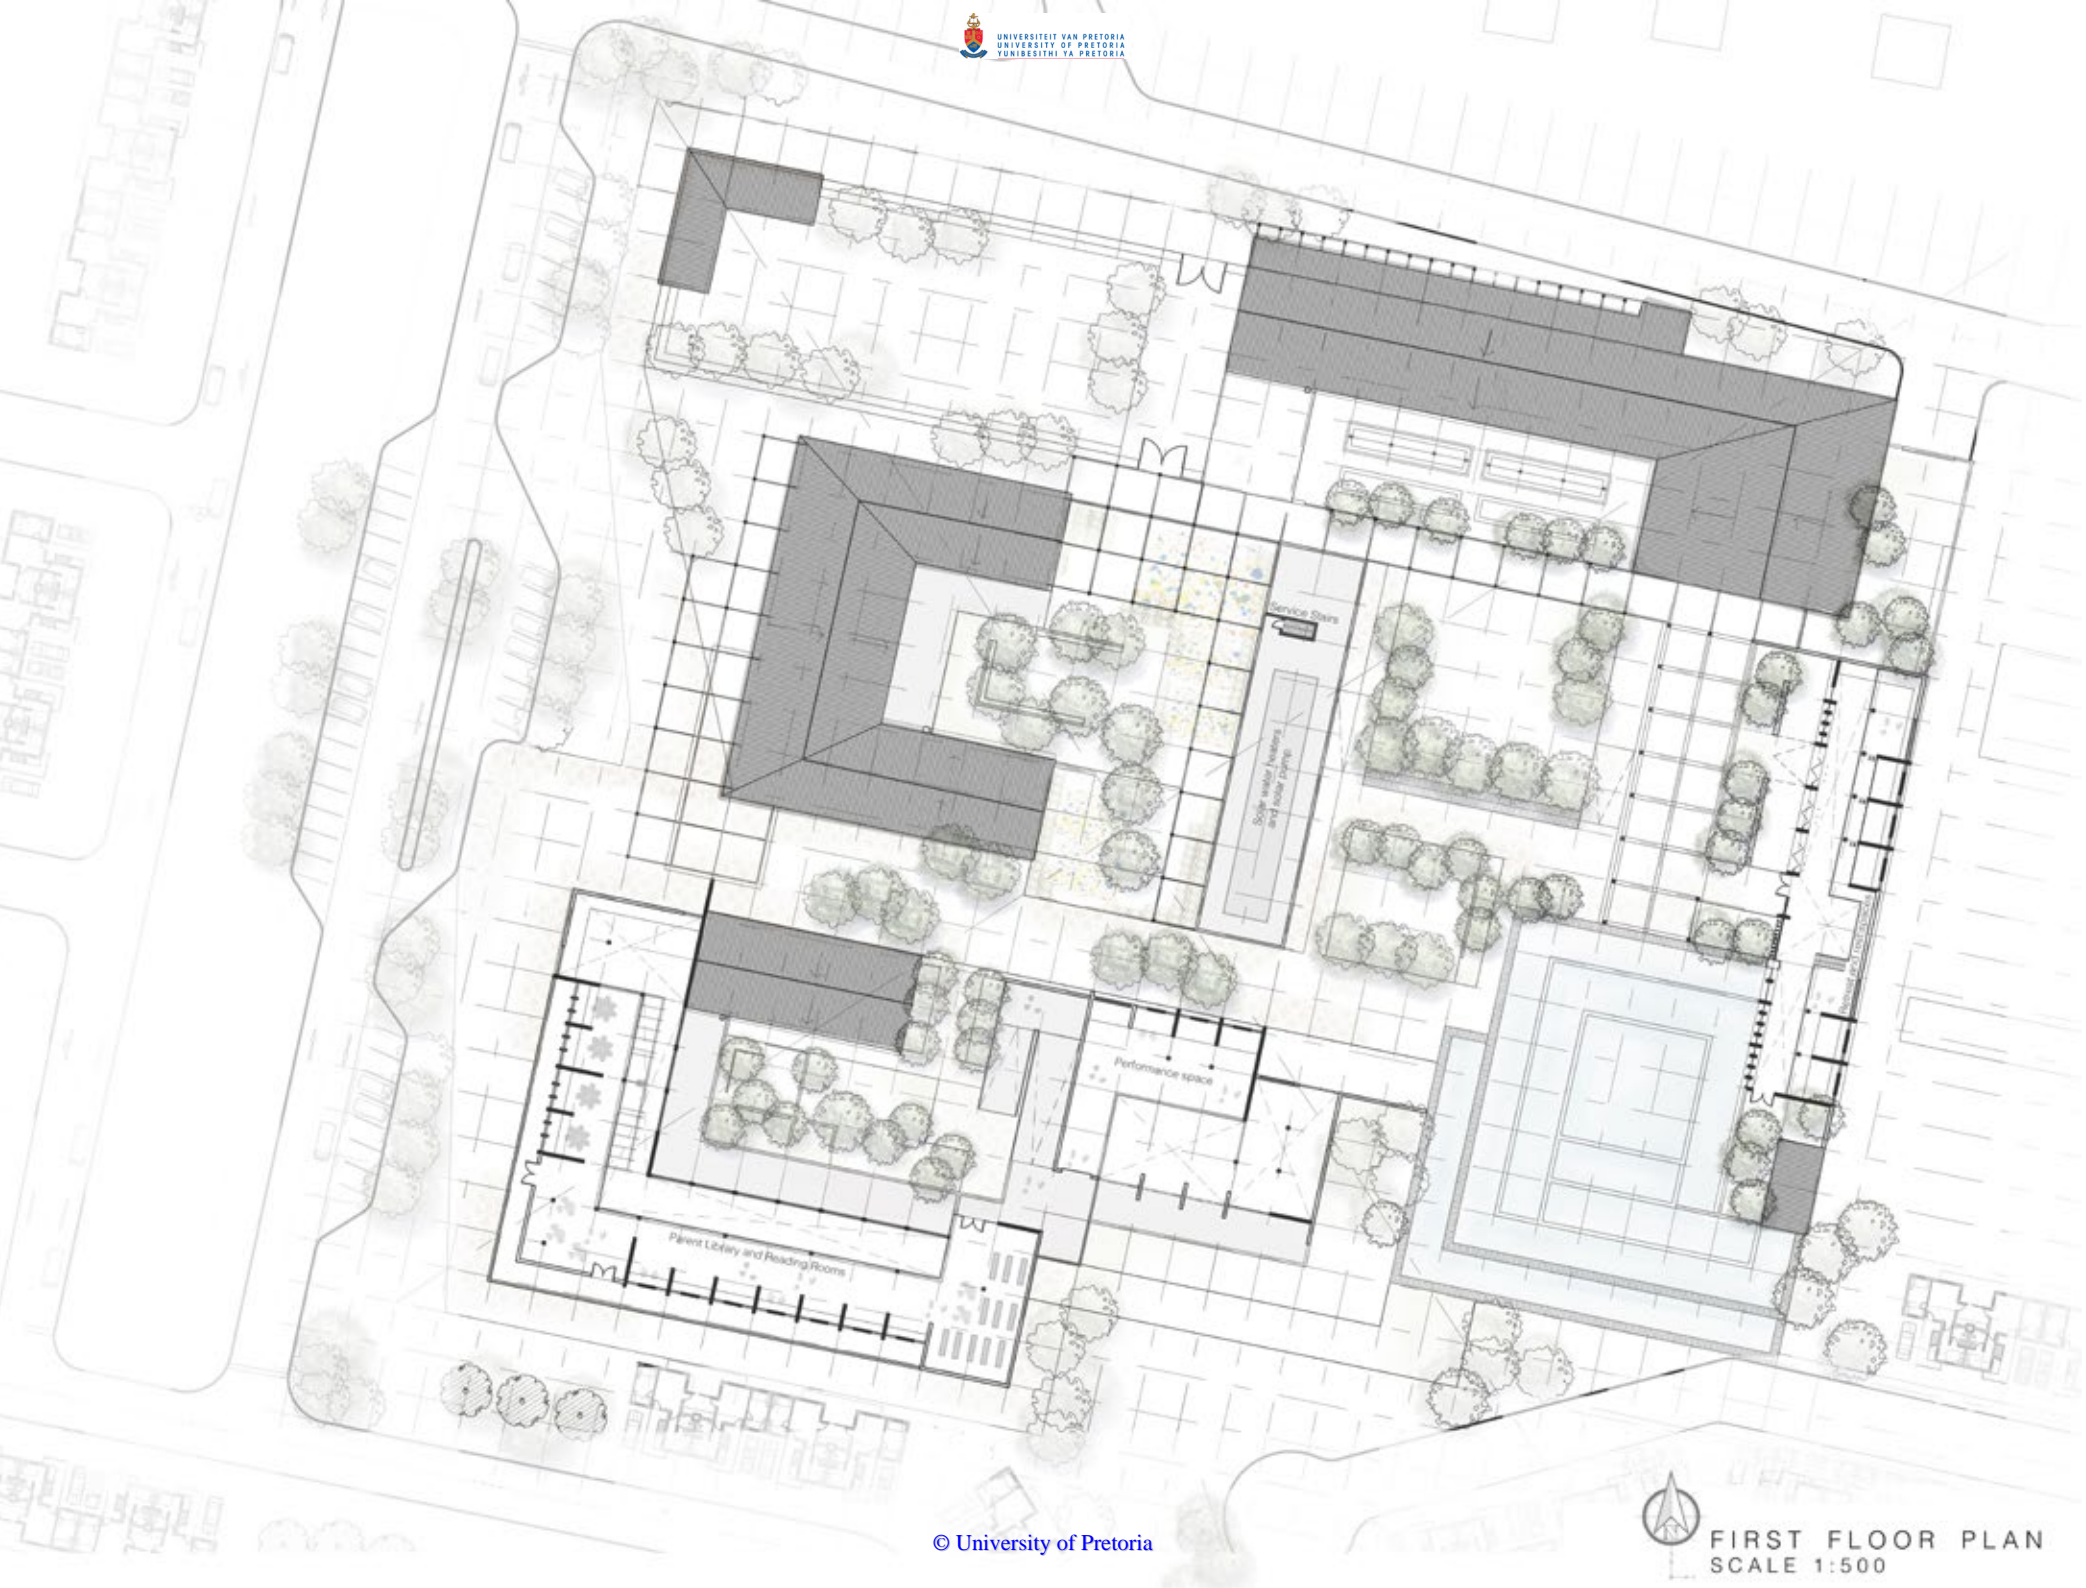 UNIVERSITEIT VAN PRETORIA
UNIVERSITY OF PRETORIA
YUNIBESITHI YA PRETORIA
Service Stairs
Solar water heaters
and solar pump
Performance space
Parent Library and Reading Rooms
© University of Pretoria
FIRST FLOOR PLAN
SCALE 1:500